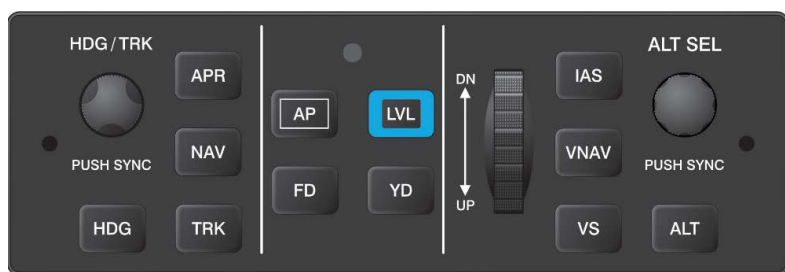 HDG/TRK
APR
NAV
PUSH SYNC
HDG
TRK
AP
LVL
FD
YD
DN
UP
IAS
VNAV
VS
ALT SEL
PUSH SYNC
ALT